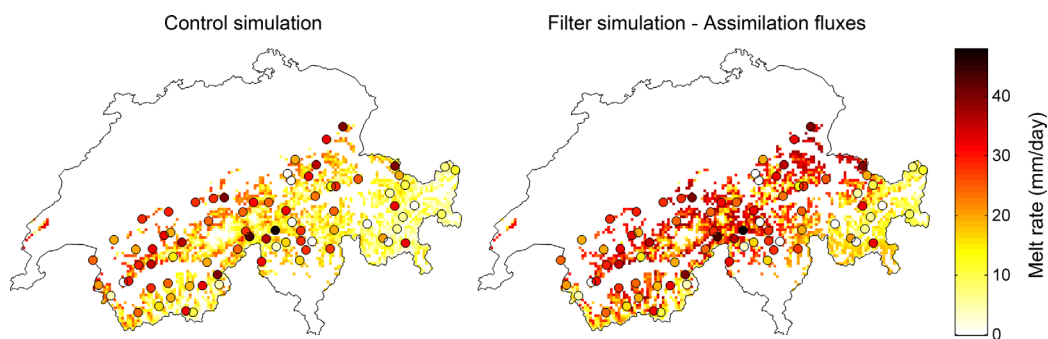 Control simulation
Filter simulation - Assimilation fluxes
40
30
20
10
0
Melt rate (mm/day)